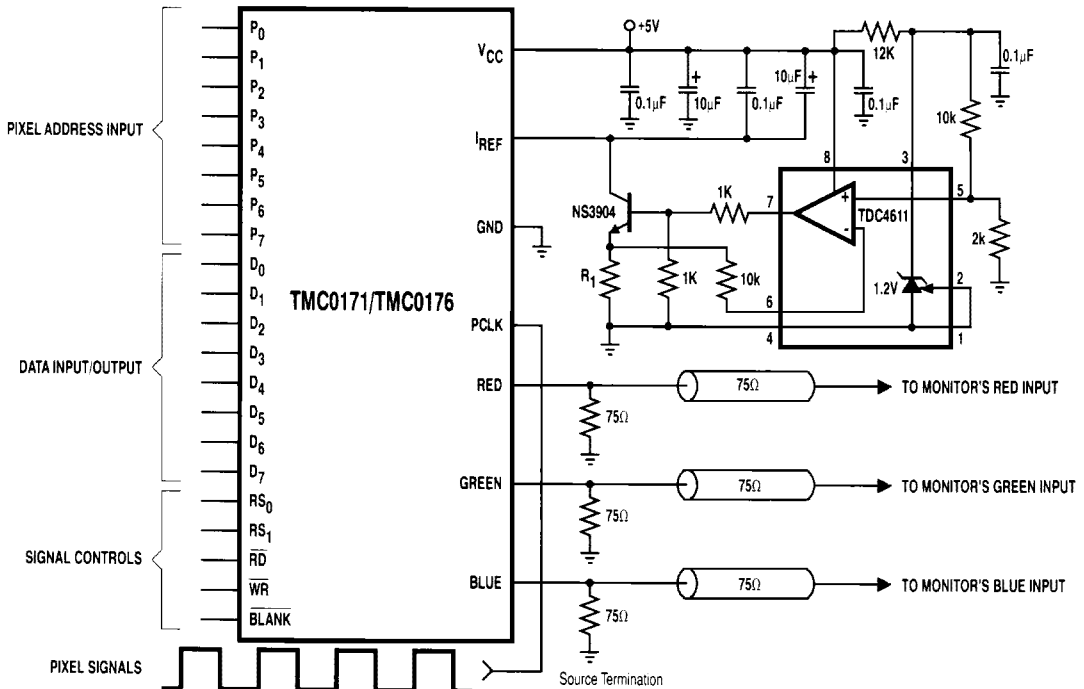 PIXEL ADDRESS INPUT
P0
P1
P2
P3
P4
P5
P6
P7
DATA INPUT/OUTPUT
D0
D1
D2
D3
D4
D5
D6
D7
SIGNAL CONTROLS
RS0
RS1
RD
WR
BLANK
PIXEL SIGNALS
TMC0171/TMC0176
VCC
IREF
GND
PCLK
RED
GREEN
BLUE
+5V
0.1µF
+
10µF
0.1µF
10µF
+
0.1µF
12K
0.1µF
10k
8
3
5
7
1K
NS3904
+
-
TDC4611
2k
R1
1K
10k
1.2V
2
6
4
1
75Ω
75Ω
TO MONITOR'S RED INPUT
75Ω
75Ω
TO MONITOR'S GREEN INPUT
75Ω
75Ω
TO MONITOR'S BLUE INPUT
Source Termination